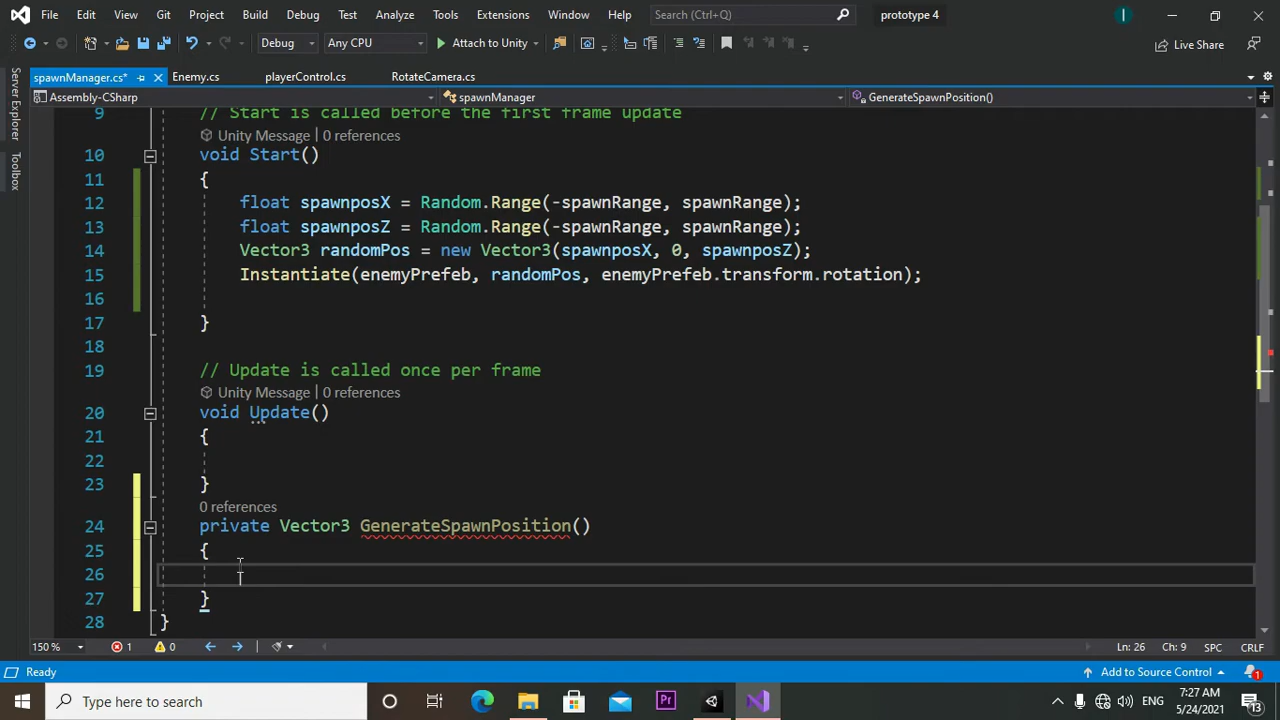 File Edit View Git Project Build Debug Test Analyze Tools Extensions Window Help Search (Ctrl+Q) prototype 4 I
Debug Any CPU Attach to Unity Live Share
spawnManager.cs* Enemy.cs playerControl.cs RotateCamera.cs
Assembly-CSharp spawnManager GenerateSpawnPosition()
Server Explorer
Toolbox
9 // Start is called before the first frame update
Unity Message | 0 references
10 void Start()
11 {
12 float spawnposX = Random.Range(-spawnRange, spawnRange);
13 float spawnposZ = Random.Range(-spawnRange, spawnRange);
14 Vector3 randomPos = new Vector3(spawnposX, 0, spawnposZ);
15 Instantiate(enemyPrefeb, randomPos, enemyPrefeb.transform.rotation);
16
17 }
18
19 // Update is called once per frame
Unity Message | 0 references
20 void Update()
21 {
22
23 }
0 references
24 private Vector3 GenerateSpawnPosition()
25 {
26
27 }
28 }
150 % 1 0 Ln: 26 Ch: 9 SPC CRLF
Ready Add to Source Control 1
Type here to search Pr ENG 7:27 AM
5/24/2021 13